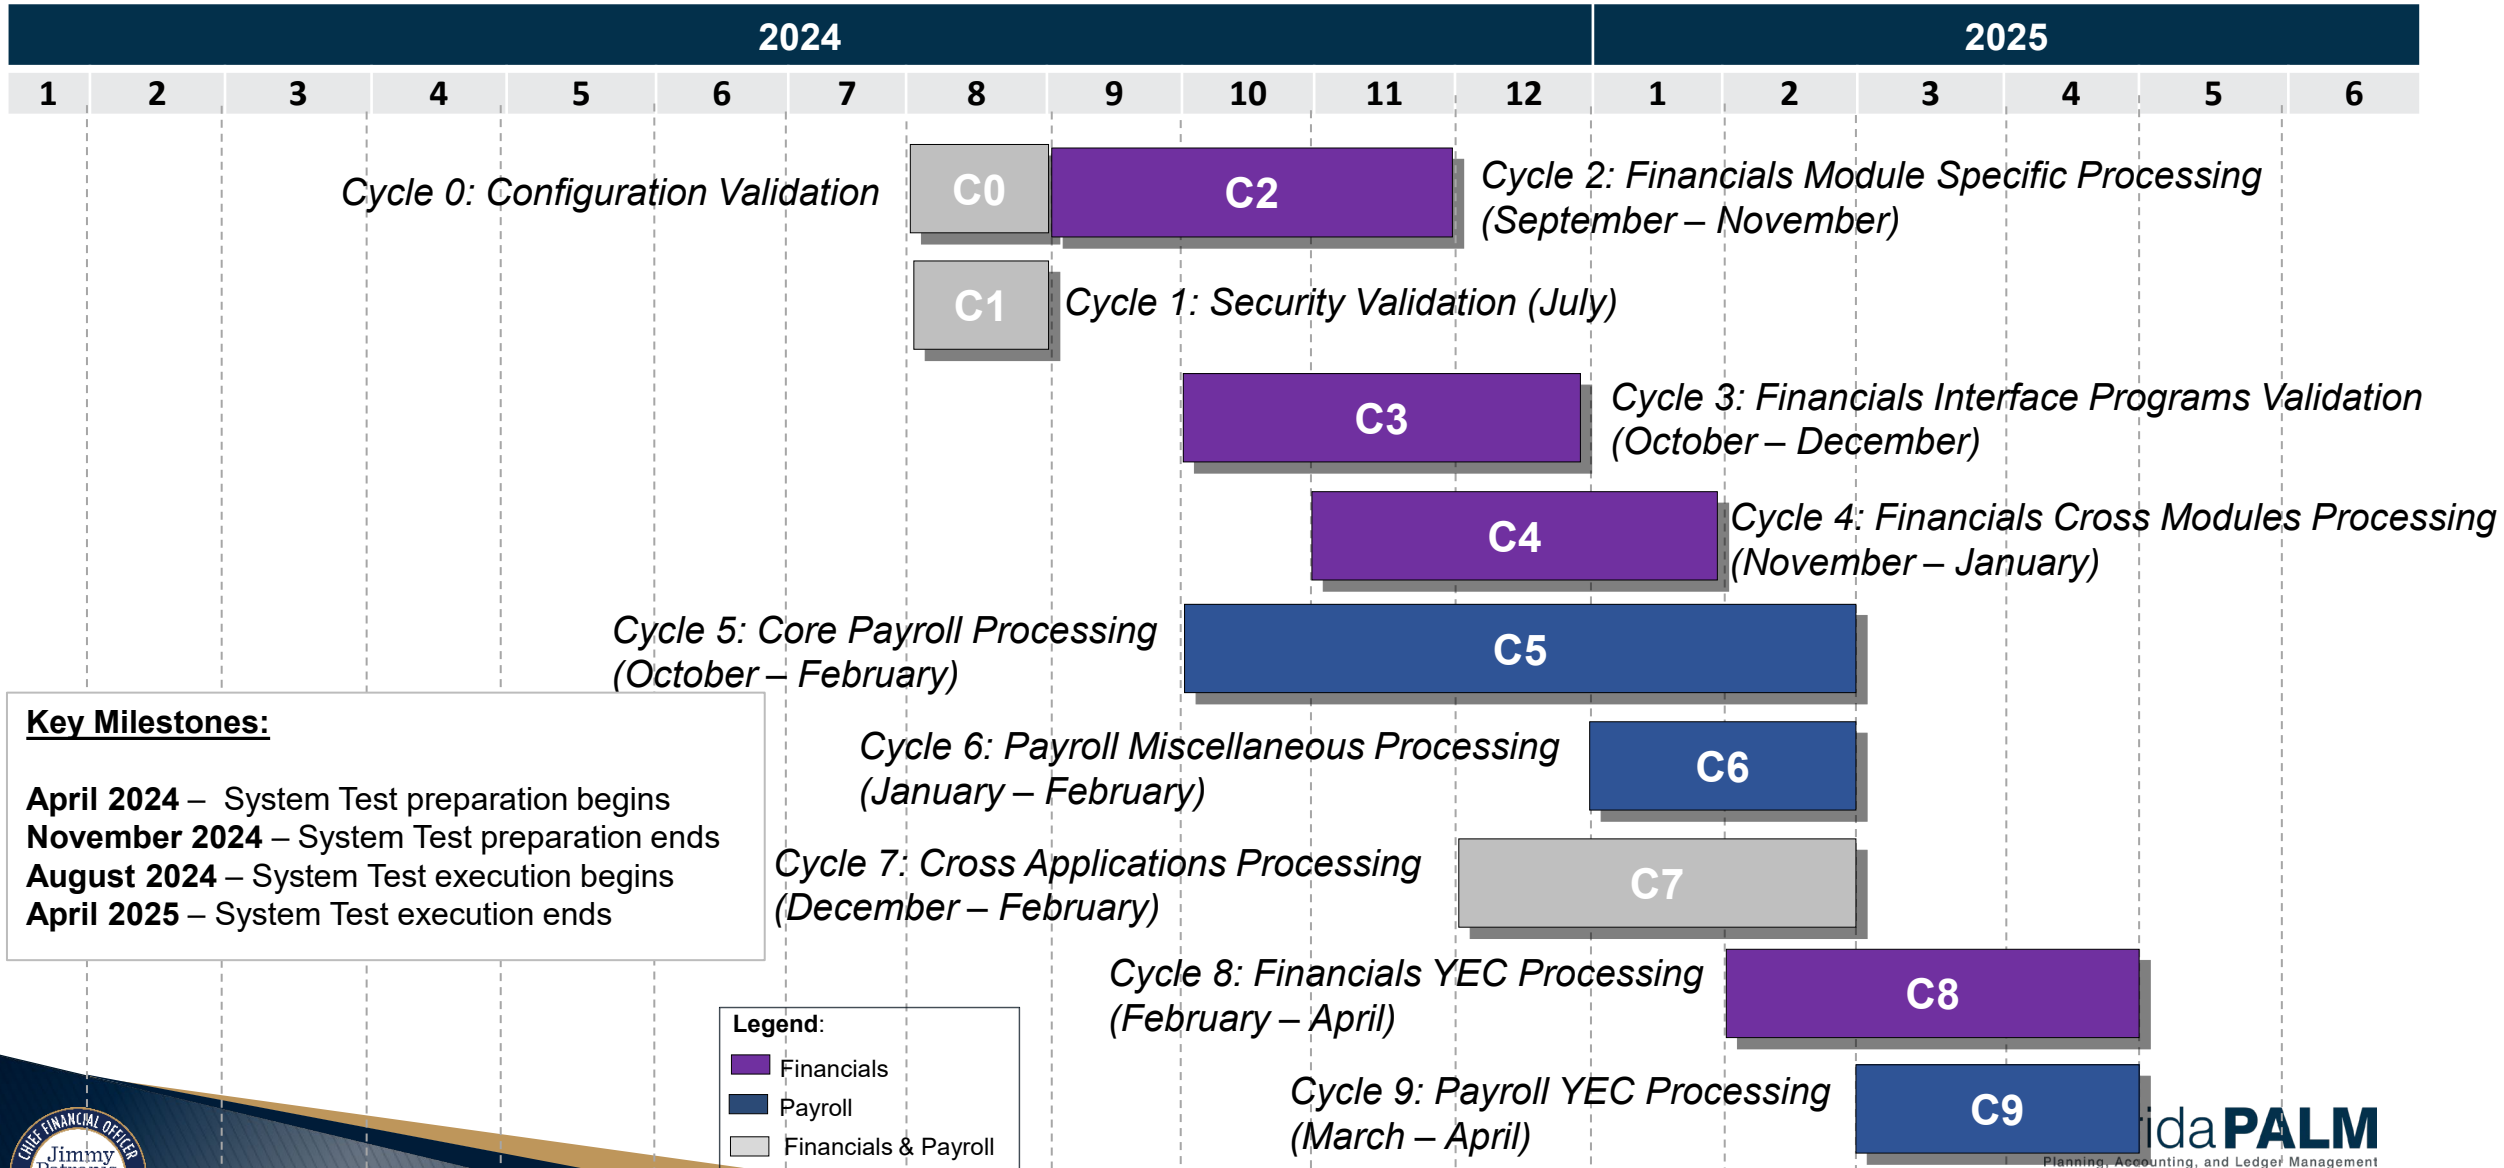 2024 2025
1 2 3 4 5 6 7 8 9 10 11 12 1 2 3 4 5 6
Cycle 0: Configuration Validation
C0
C2
Cycle 2: Financials Module Specific Processing
(September – November)
C1
Cycle 1: Security Validation (July)
C3
Cycle 3: Financials Interface Programs Validation
(October – December)
C4
Cycle 4: Financials Cross Modules Processing
(November – January)
Cycle 5: Core Payroll Processing
(October – February)
C5
Key Milestones:
April 2024 – System Test preparation begins
November 2024 – System Test preparation ends
August 2024 – System Test execution begins
April 2025 – System Test execution ends
Cycle 6: Payroll Miscellaneous Processing
(January – February)
C6
Cycle 7: Cross Applications Processing
(December – February)
C7
Cycle 8: Financials YEC Processing
(February – April)
C8
Legend:
Financials
Payroll
Financials & Payroll
Cycle 9: Payroll YEC Processing
(March – April)
C9
CHIEF FINANCIAL OFFICER
Jimmy
idaPALM
Planning, Accounting, and Ledger Management